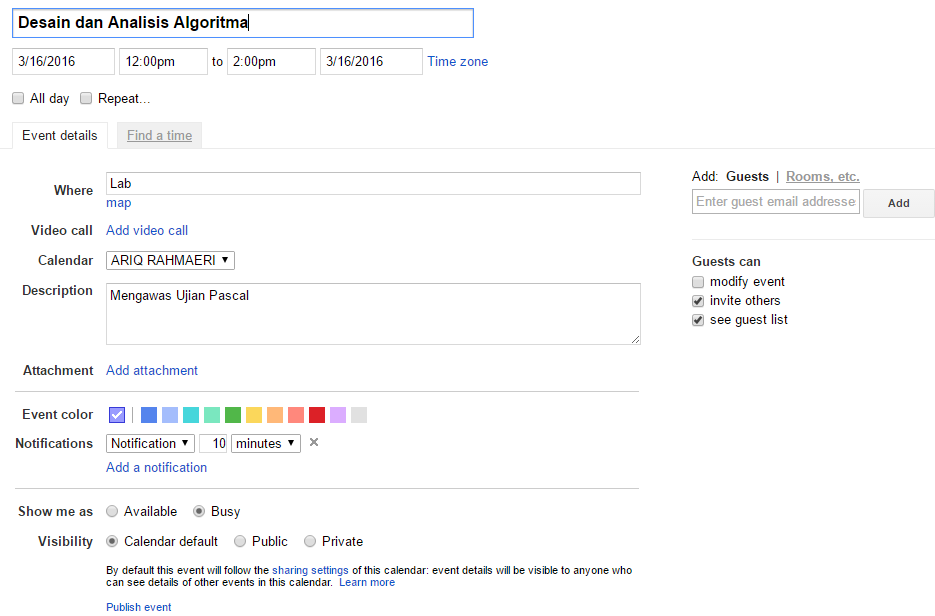 Desain dan Analisis Algoritma
3/16/2016 12:00pm to 2:00pm 3/16/2016 Time zone
All day Repeat...
Event details Find a time
Where Lab
map
Video call Add video call
Calendar ARIQ RAHMAERI
Description Mengawas Ujian Pascal
Attachment Add attachment
Event color
Notifications Notification 10 minutes
Add a notification
Show me as Available Busy
Visibility Calendar default Public Private
By default this event will follow the sharing settings of this calendar: event details will be visible to anyone who
can see details of other events in this calendar. Learn more
Publish event
Add: Guests | Rooms, etc.
Enter guest email addresse Add
Guests can
modify event
invite others
see guest list